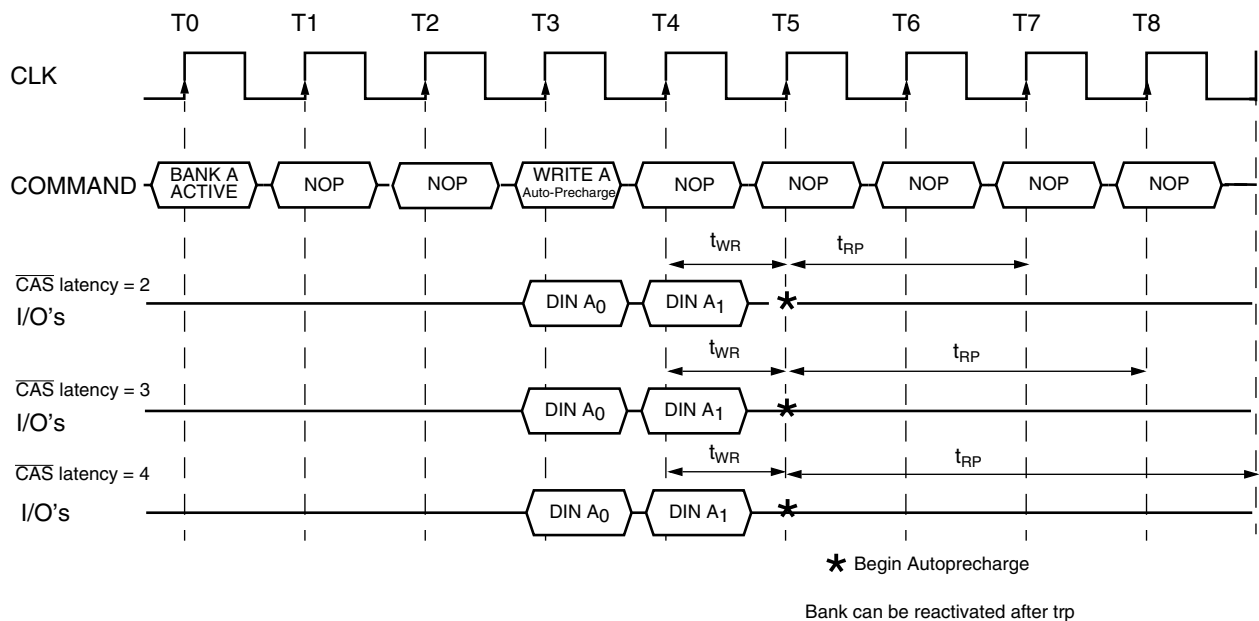 T0 T1 T2 T3 T4 T5 T6 T7 T8
CLK
COMMAND
BANK A
ACTIVE
NOP
NOP
WRITE A
Auto-Precharge
NOP
NOP
NOP
NOP
NOP
tWR tRP
CAS latency = 2
I/O's
DIN A0 DIN A1 *
tWR tRP
CAS latency = 3
I/O's
DIN A0 DIN A1 *
tWR tRP
CAS latency = 4
I/O's
DIN A0 DIN A1 *
* Begin Autoprecharge
Bank can be reactivated after trp